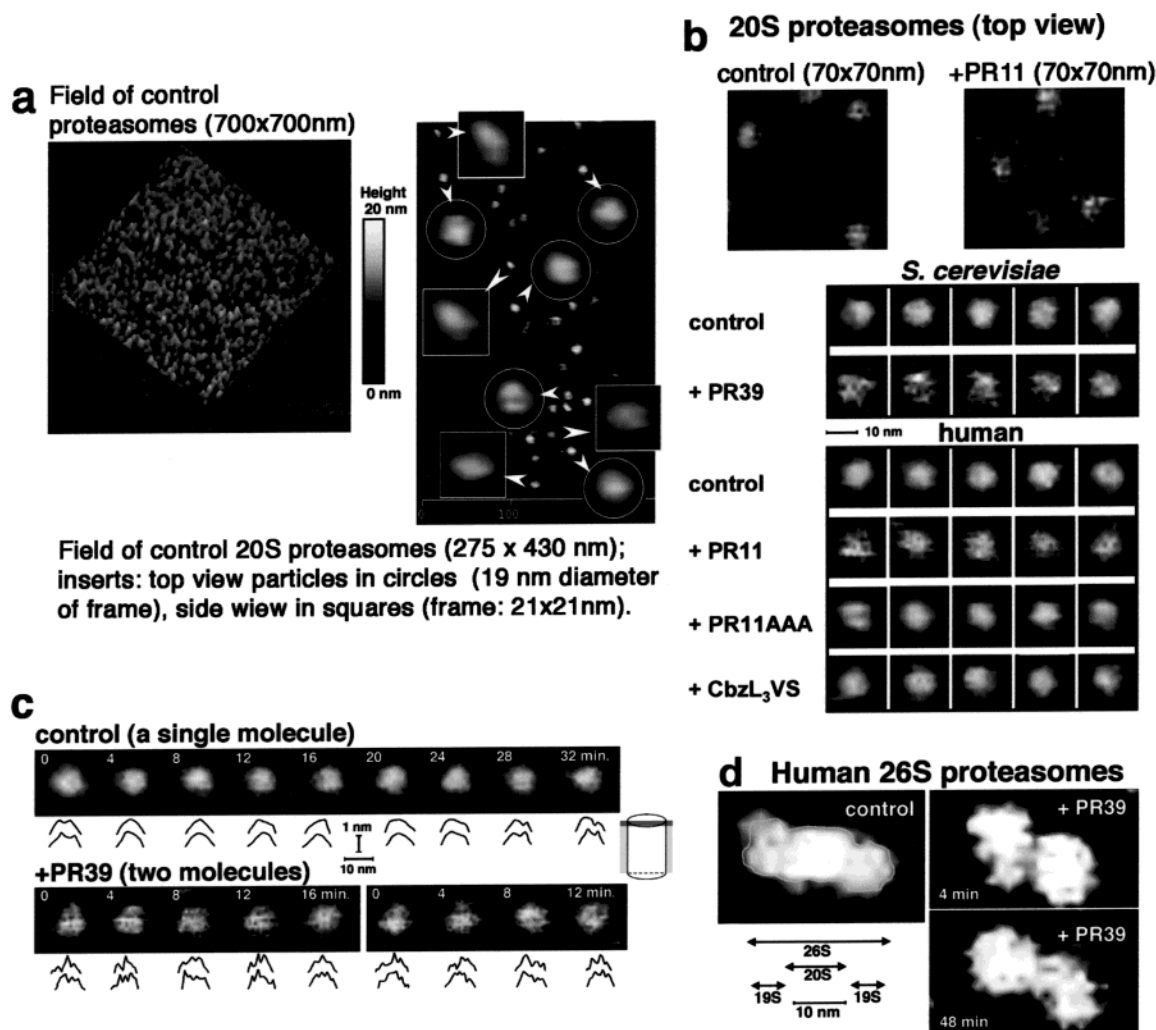 a Field of control
proteasomes (700x700nm)
Height
20 nm
0 nm
0
100
Field of control 20S proteasomes (275 x 430 nm);
inserts: top view particles in circles (19 nm diameter
of frame), side wiew in squares (frame: 21x21nm).
b 20S proteasomes (top view)
control (70x70nm) +PR11 (70x70nm)
S. cerevisiae
control
+ PR39
10 nm
human
control
+ PR11
+ PR11AAA
+ CbzL₃VS
c
control (a single molecule)
0 4 8 12 16 20 24 28 32 min.
1 nm
10 nm
+PR39 (two molecules)
0 4 8 12 16 min. 0 4 8 12 min.
d Human 26S proteasomes
control
+ PR39
4 min
+ PR39
48 min
26S
20S
19S 19S
10 nm